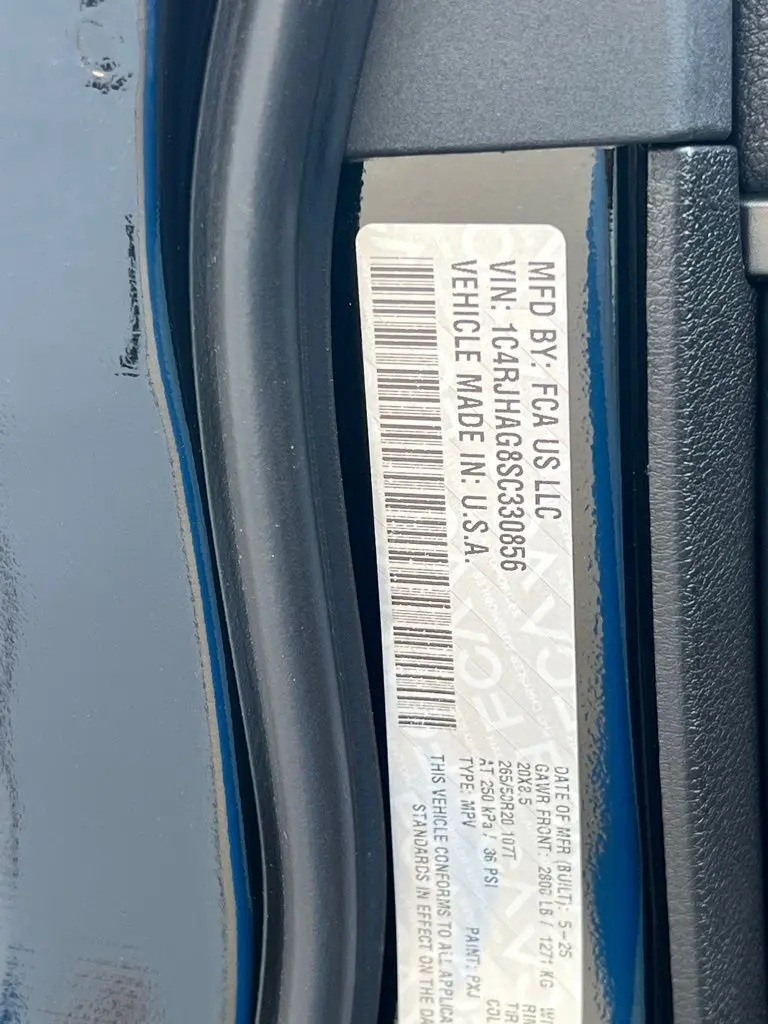 MFD BY: FCA US LLC
VIN: 1C4RJHAG8SC330856
VEHICLE MADE IN: U.S.A.
DATE OF MFR (BUILT): 5-25
GAWR FRONT: 2800 LB / 1271 KG
20X8.5
265/50R20 107T
AT 250 kPa / 36 PSI
TYPE: MPV PAINT: PXJ
THIS VEHICLE CONFORMS TO ALL APPLICA
STANDARDS IN EFFECT ON THE DA